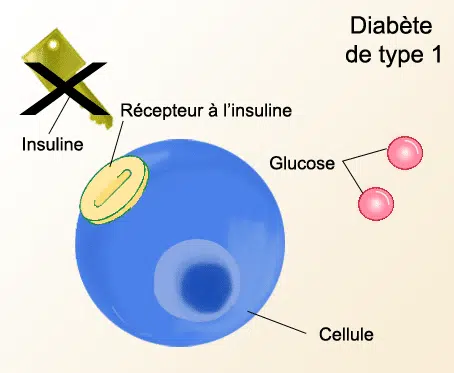 Diabète
de type 1
Récepteur à l'insuline
Insuline
Glucose
Cellule